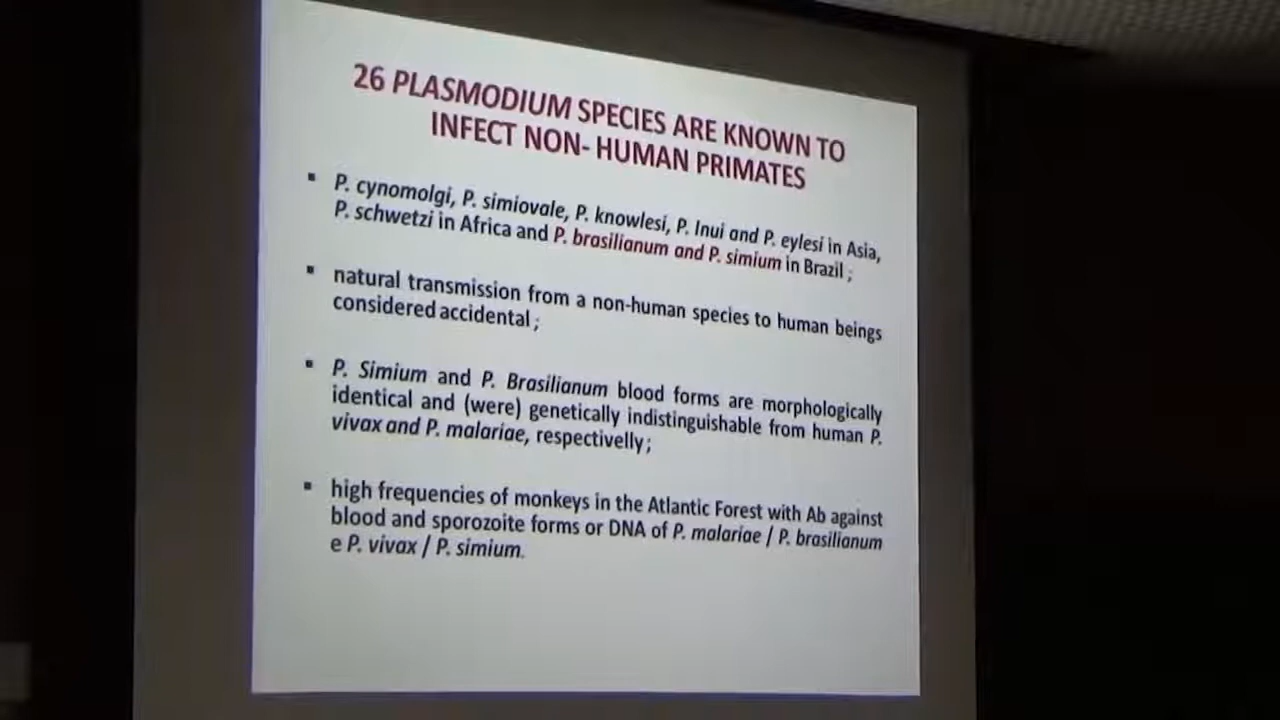 26 PLASMODIUM SPECIES ARE KNOWN TO
INFECT NON- HUMAN PRIMATES
▪ P. cynomolgi, P. simiovale, P. knowlesi, P. Inui and P. eylesi in Asia,
P. schwetzi in Africa and P. brasilianum and P. simium in Brazil ;
▪ natural transmission from a non-human species to human beings
considered accidental ;
▪ P. Simium and P. Brasilianum blood forms are morphologically
identical and (were) genetically indistinguishable from human P.
vivax and P. malariae, respectivelly ;
▪ high frequencies of monkeys in the Atlantic Forest with Ab against
blood and sporozoite forms or DNA of P. malariae / P. brasilianum
e P. vivax / P. simium.